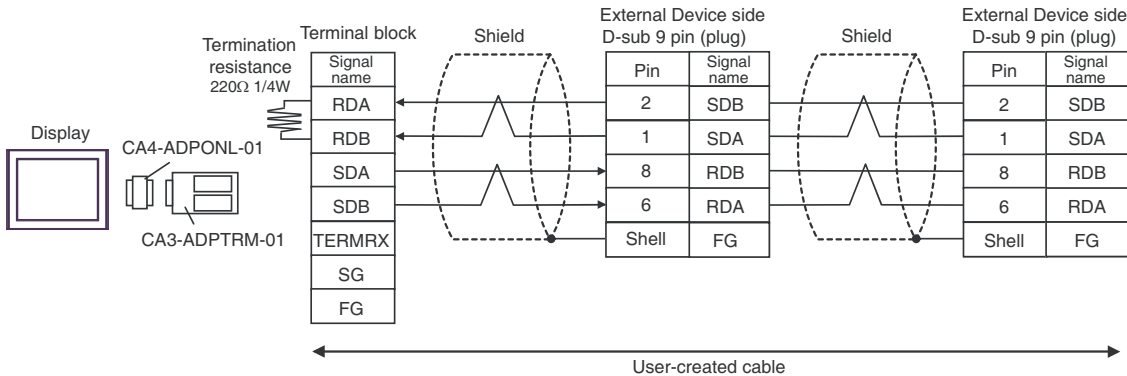 External Device side
D-sub 9 pin (plug)
External Device side
D-sub 9 pin (plug)
Terminal block
Shield
Shield
Termination
resistance
220Ω 1/4W
Signal
name
Pin
Signal
name
Pin
Signal
name
RDA
2
SDB
2
SDB
RDB
1
SDA
1
SDA
SDA
8
RDB
8
RDB
SDB
6
RDA
6
RDA
TERMRX
Shell
FG
Shell
FG
SG
FG
Display
CA4-ADPONL-01
CA3-ADPTRM-01
User-created cable